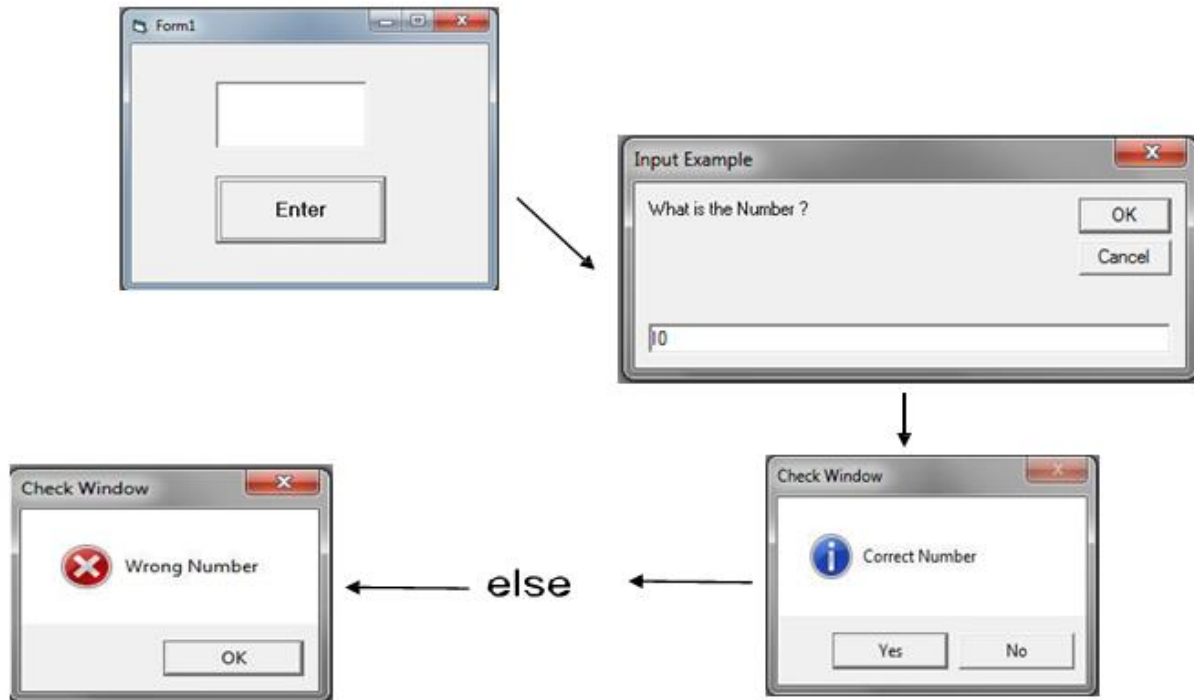 Form1
Enter
Input Example
What is the Number ?
OK
Cancel
10
Check Window
Correct Number
Yes
No
else
Check Window
Wrong Number
OK